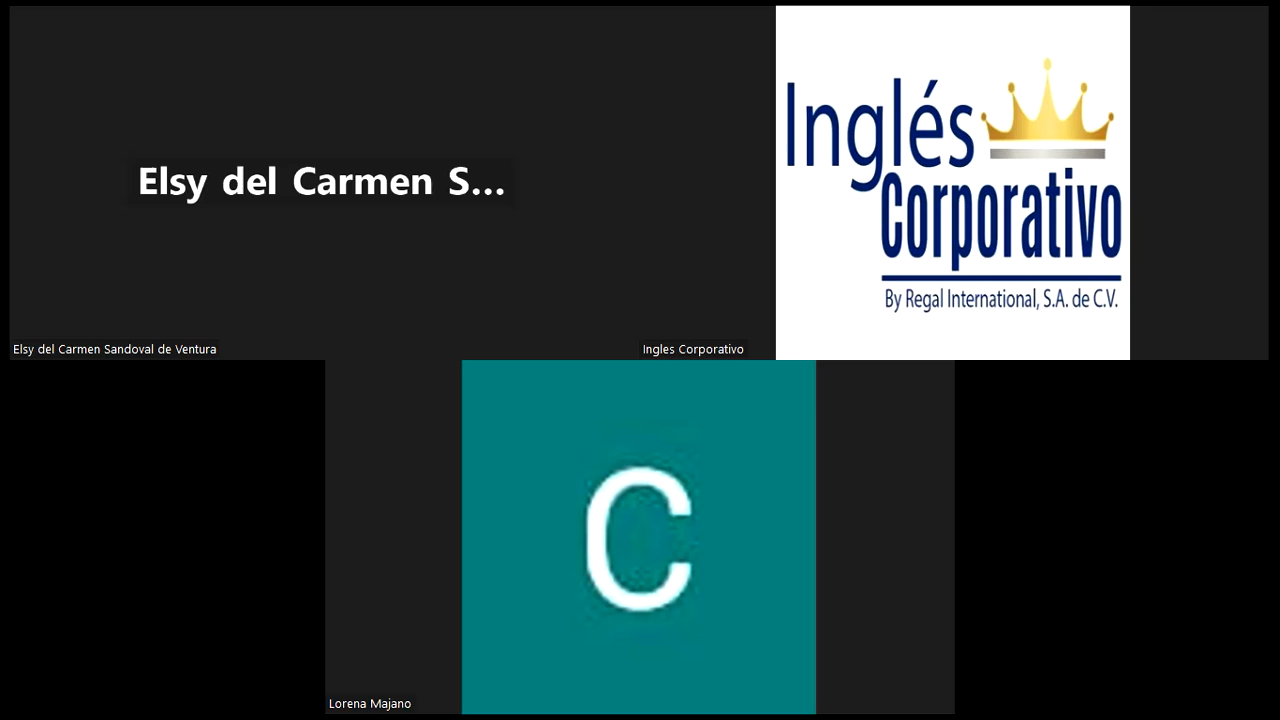 Elsy del Carmen S...
Elsy del Carmen Sandoval de Ventura
Inglés
Corporativo
By Regal International, S.A. de C.V.
Ingles Corporativo
C
Lorena Majano